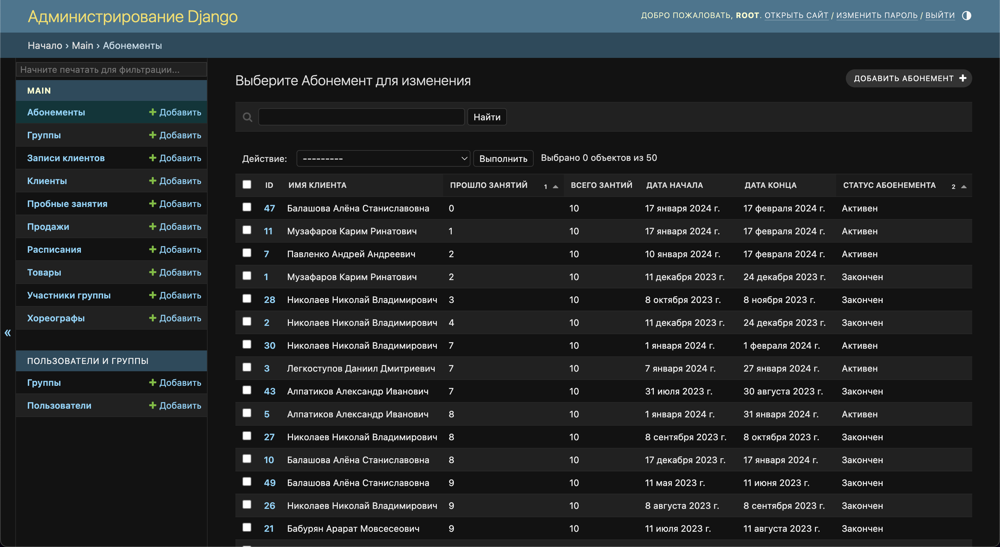 Администрирование Django
ДОБРО ПОЖАЛОВАТЬ, ROOT. ОТКРЫТЬ САЙТ / ИЗМЕНИТЬ ПАРОЛЬ / ВЫЙТИ
Начало › Main › Абонементы
Начните печатать для фильтрации...
MAIN
Абонементы + Добавить
Группы + Добавить
Записи клиентов + Добавить
Клиенты + Добавить
Пробные занятия + Добавить
Продажи + Добавить
Расписания + Добавить
Товары + Добавить
Участники группы + Добавить
Хореографы + Добавить
«
ПОЛЬЗОВАТЕЛИ И ГРУППЫ
Группы + Добавить
Пользователи + Добавить
Выберите Абонемент для изменения
ДОБАВИТЬ АБОНЕМЕНТ +
Найти
Действие: --------- Выполнить Выбрано 0 объектов из 50
ID ИМЯ КЛИЕНТА ПРОШЛО ЗАНЯТИЙ 1 ВСЕГО ЗАНТИЙ ДАТА НАЧАЛА ДАТА КОНЦА СТАТУС АБОЕНЕМЕНТА 2
47 Балашова Алёна Станиславовна 0 10 17 января 2024 г. 17 февраля 2024 г. Активен
11 Музафаров Карим Ринатович 1 10 17 января 2024 г. 17 февраля 2024 г. Активен
7 Павленко Андрей Андреевич 2 10 10 января 2024 г. 17 февраля 2024 г. Активен
1 Музафаров Карим Ринатович 2 10 11 декабря 2023 г. 24 декабря 2023 г. Закончен
28 Николаев Николай Владимирович 3 10 8 октября 2023 г. 8 ноября 2023 г. Закончен
2 Николаев Николай Владимирович 4 10 11 декабря 2023 г. 24 декабря 2023 г. Закончен
30 Николаев Николай Владимирович 7 10 1 января 2024 г. 1 февраля 2024 г. Активен
3 Легкоступов Даниил Дмитриевич 7 10 7 января 2024 г. 27 января 2024 г. Активен
43 Алпатиков Александр Иванович 7 10 31 июля 2023 г. 30 августа 2023 г. Закончен
5 Алпатиков Александр Иванович 8 10 1 января 2024 г. 31 января 2024 г. Активен
27 Николаев Николай Владимирович 8 10 8 сентября 2023 г. 8 октября 2023 г. Закончен
10 Балашова Алёна Станиславовна 8 10 17 декабря 2023 г. 17 января 2024 г. Закончен
49 Балашова Алёна Станиславовна 9 10 11 мая 2023 г. 11 июня 2023 г. Закончен
26 Николаев Николай Владимирович 9 10 8 августа 2023 г. 8 сентября 2023 г. Закончен
21 Бабурян Арарат Мовсесеович 9 10 11 июля 2023 г. 11 августа 2023 г. Закончен